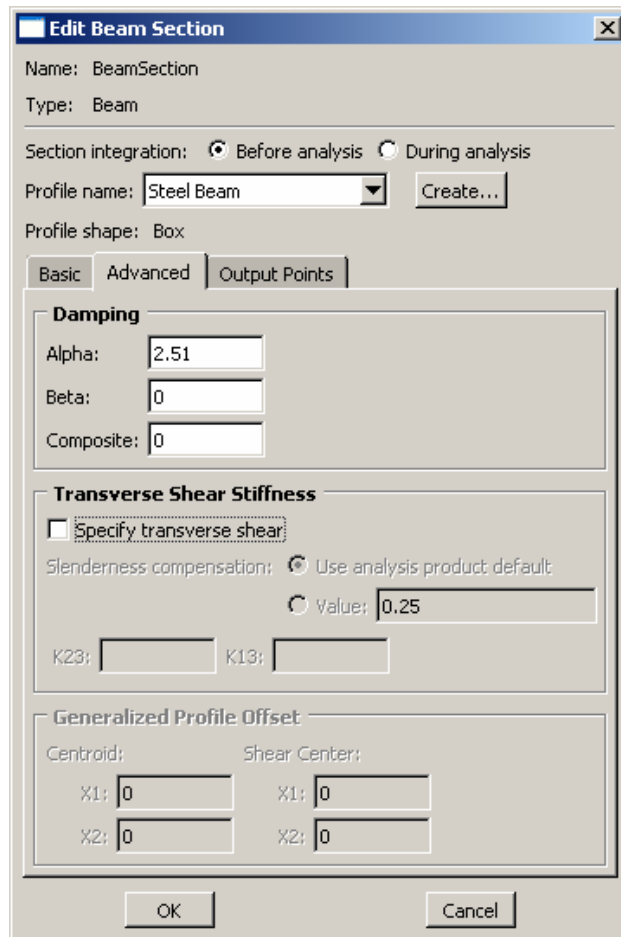 Edit Beam Section
Name: BeamSection
Type: Beam
Section integration: Before analysis During analysis
Profile name: Steel Beam Create...
Profile shape: Box
Basic Advanced Output Points
Damping
Alpha: 2.51
Beta: 0
Composite: 0
Transverse Shear Stiffness
Specify transverse shear
Slenderness compensation: Use analysis product default
Value: 0.25
K23: K13:
Generalized Profile Offset
Centroid: Shear Center:
X1: 0 X1: 0
X2: 0 X2: 0
OK Cancel